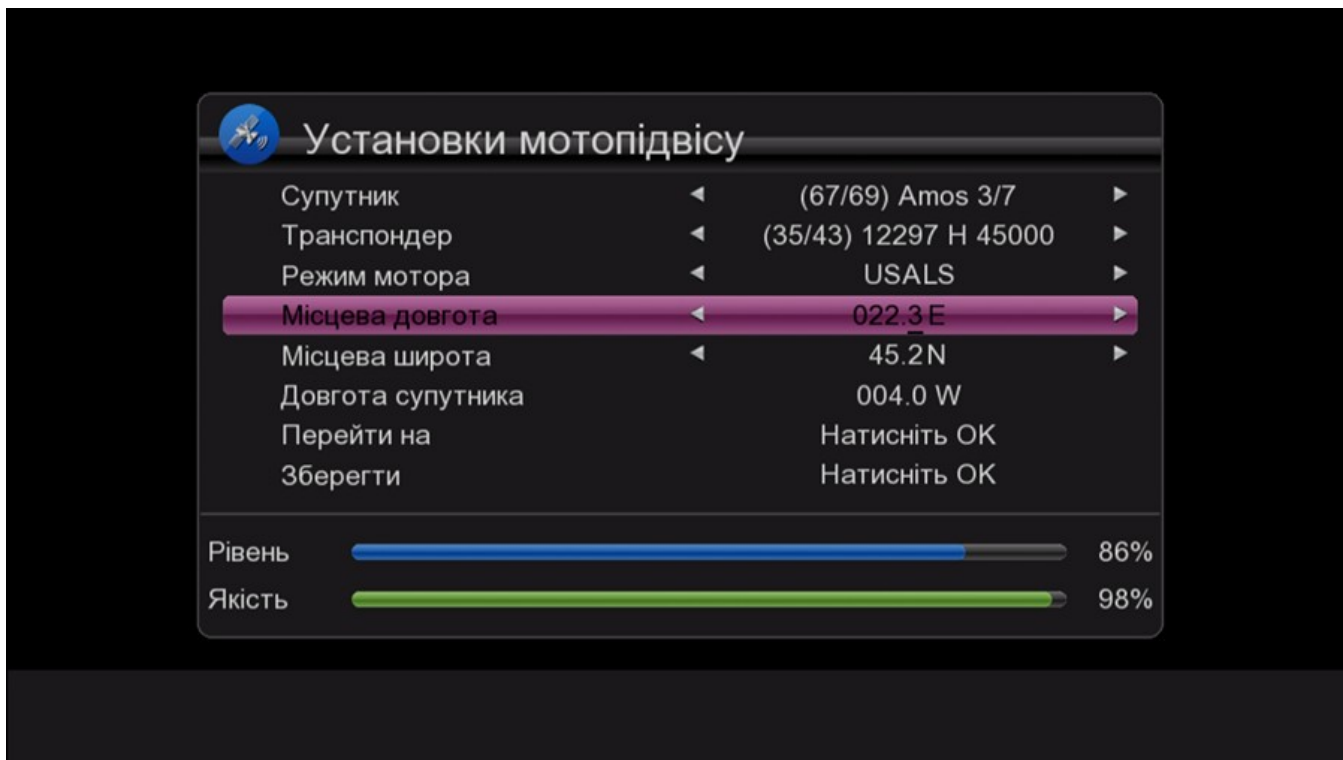 Установки мотопідвісу
Супутник ◄ (67/69) Amos 3/7 ►
Транспондер ◄ (35/43) 12297 H 45000 ►
Режим мотора ◄ USALS ►
Місцева довгота ◄ 022.3 E ►
Місцева широта ◄ 45.2 N ►
Довгота супутника 004.0 W
Перейти на Натисніть OK
Зберегти Натисніть OK
Рівень 86%
Якість 98%